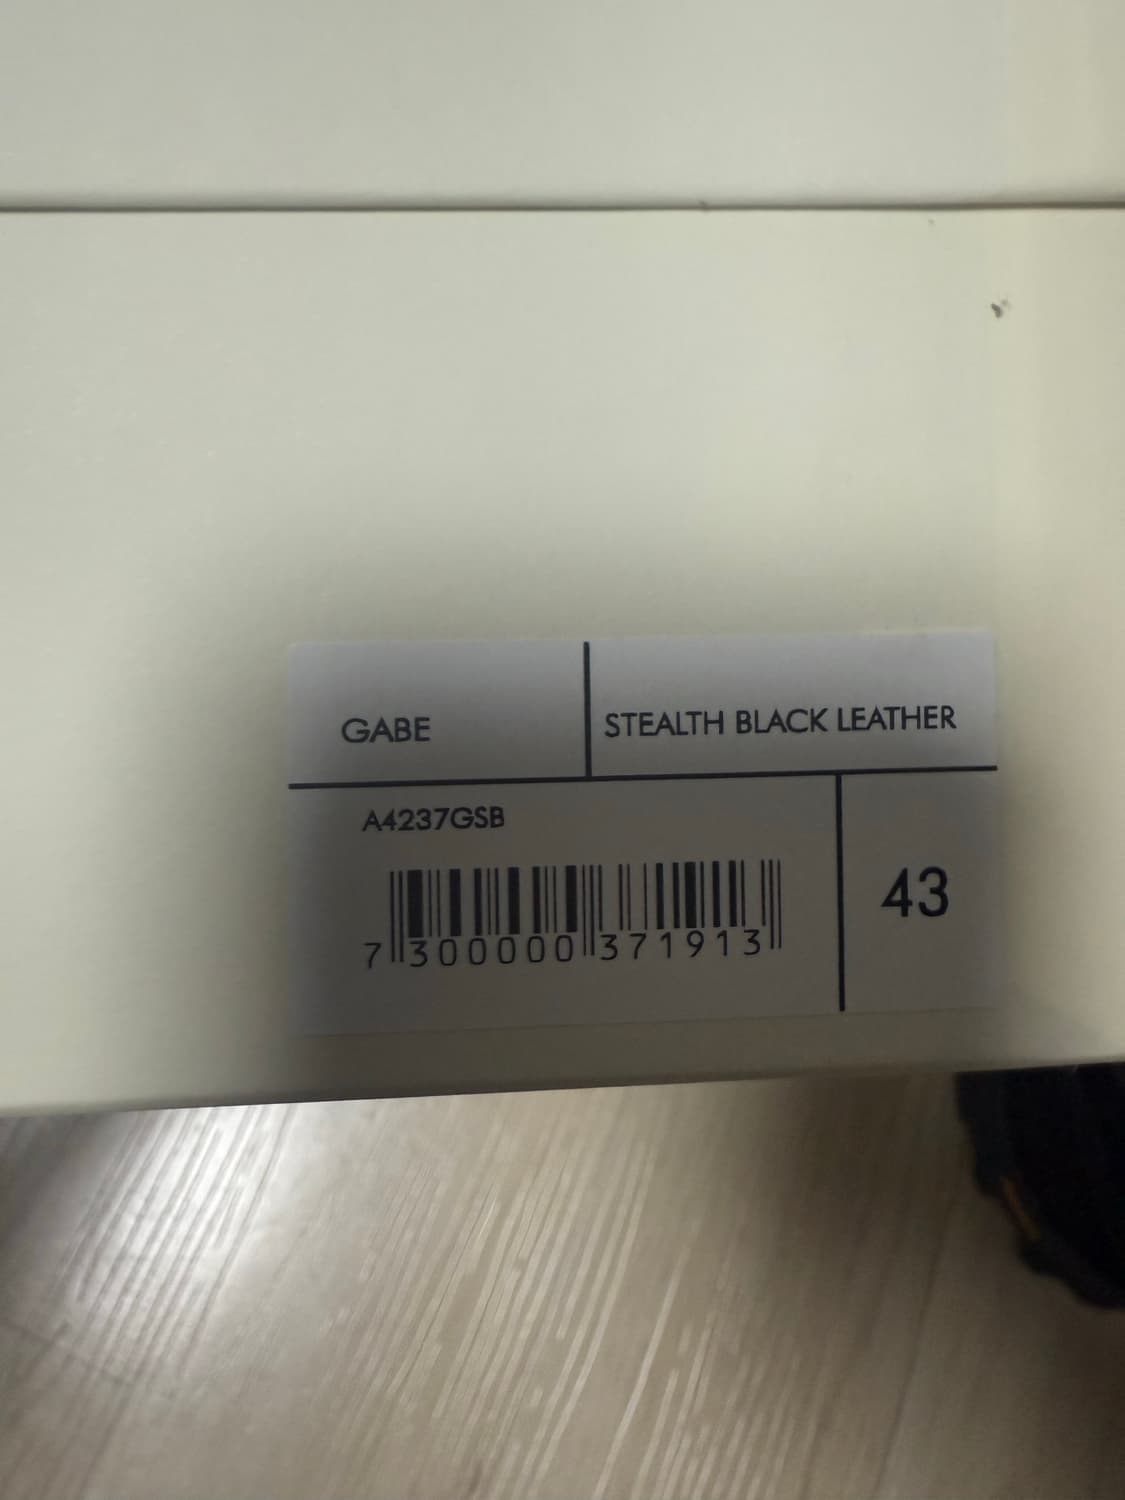 GABE
STEALTH BLACK LEATHER
A4237GSB
43
7 300000 371913